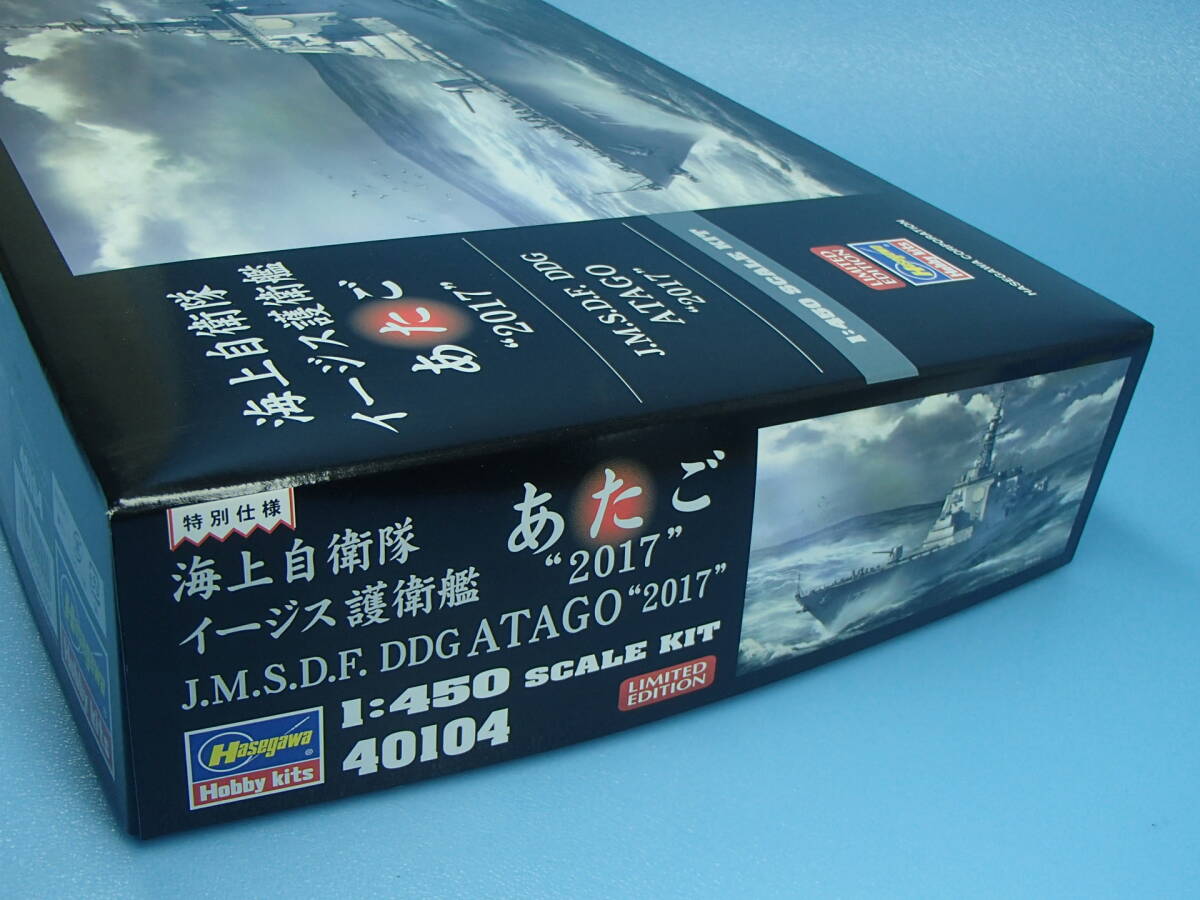 海上自衛隊
イージス護衛艦
あたご
“2017”
J.M.S.D.F. DDG
ATAGO
“2017”
1:450 SCALE KIT
LIMITED
EDITION
Hasegawa
Hobby kits
HASEGAWA CORPORATION
特別仕様
海上自衛隊
イージス護衛艦
あたご
“2017”
J.M.S.D.F. DDG ATAGO “2017”
1:450 SCALE KIT
LIMITED
EDITION
40104
Hasegawa®
Hobby kits